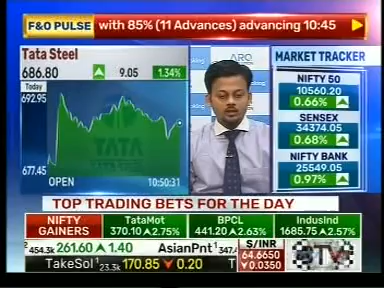 F&O PULSE with 85% (11 Advances) advancing 10:45
Tata Steel
686.80 9.05 1.34%
Today
692.95
TATA
677.45
OPEN 10:50:31
ARQ
MARKET TRACKER
NIFTY 50
10560.20
0.66%
SENSEX
34374.05
0.68%
NIFTY BANK
25549.05
0.97%
TOP TRADING BETS FOR THE DAY
NIFTY GAINERS
TataMot
370.10 2.75%
BPCL
441.20 2.63%
IndusInd
1685.75 2.57%
454.3k 261.60 1.40 AsianPnt 347.
TakeSol 23.3k 170.85 0.20
$/INR
64.6650
0.0350
BTV